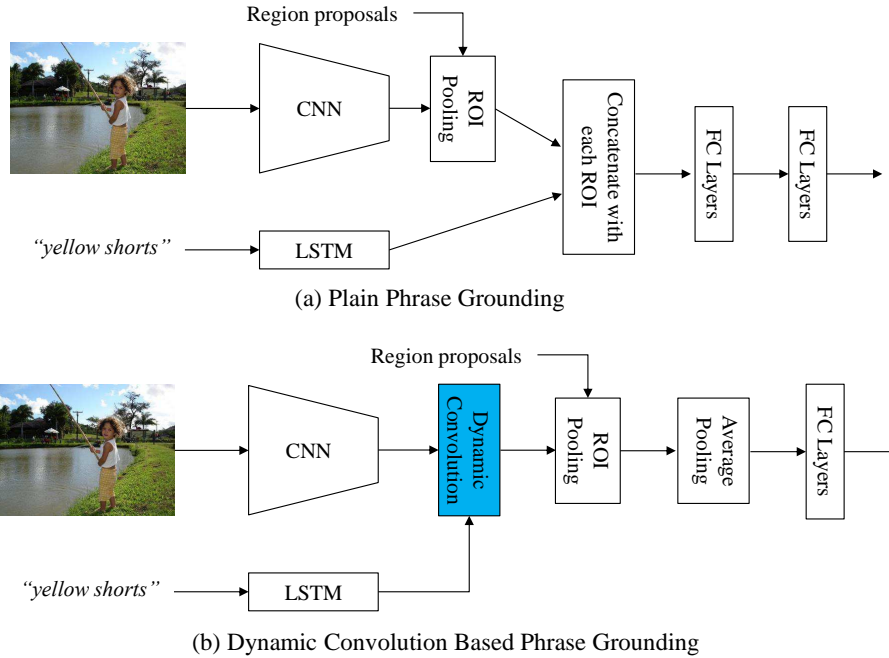 Region proposals
CNN
ROI
Pooling
Concatenate with
each ROI
FC Layers
FC Layers
“yellow shorts”
LSTM
(a) Plain Phrase Grounding
Region proposals
CNN
Dynamic
Convolution
ROI
Pooling
Average
Pooling
FC Layers
“yellow shorts”
LSTM
(b) Dynamic Convolution Based Phrase Grounding